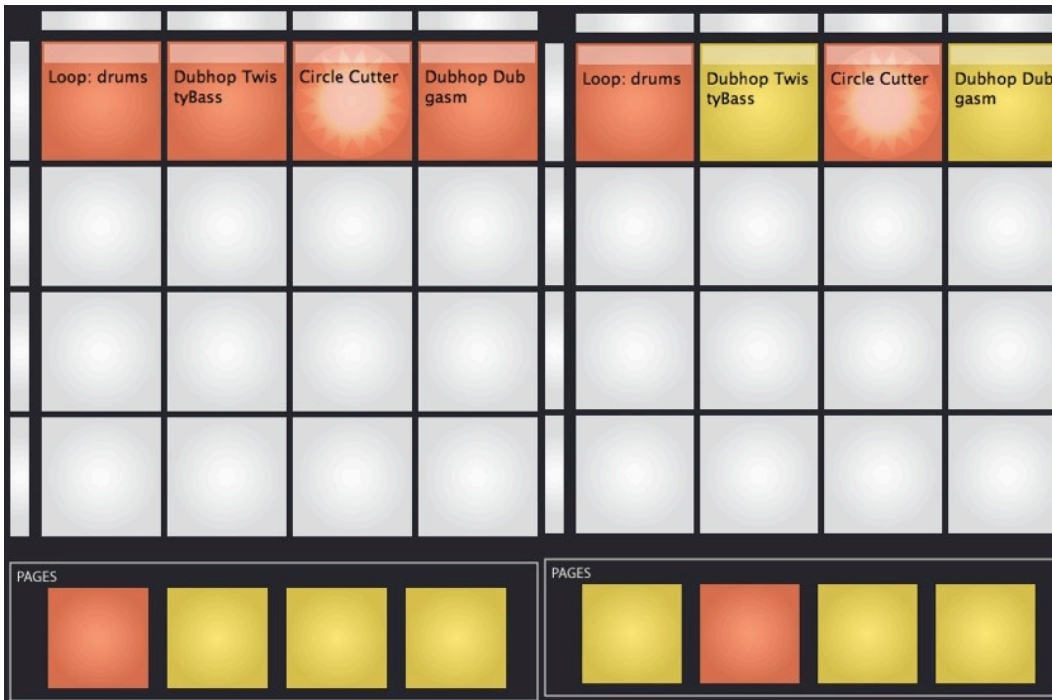 Loop: drums
Dubhop Twis
tyBass
Circle Cutter
Dubhop Dub
gasm
PAGES
Loop: drums
Dubhop Twis
tyBass
Circle Cutter
Dubhop Dub
gasm
PAGES